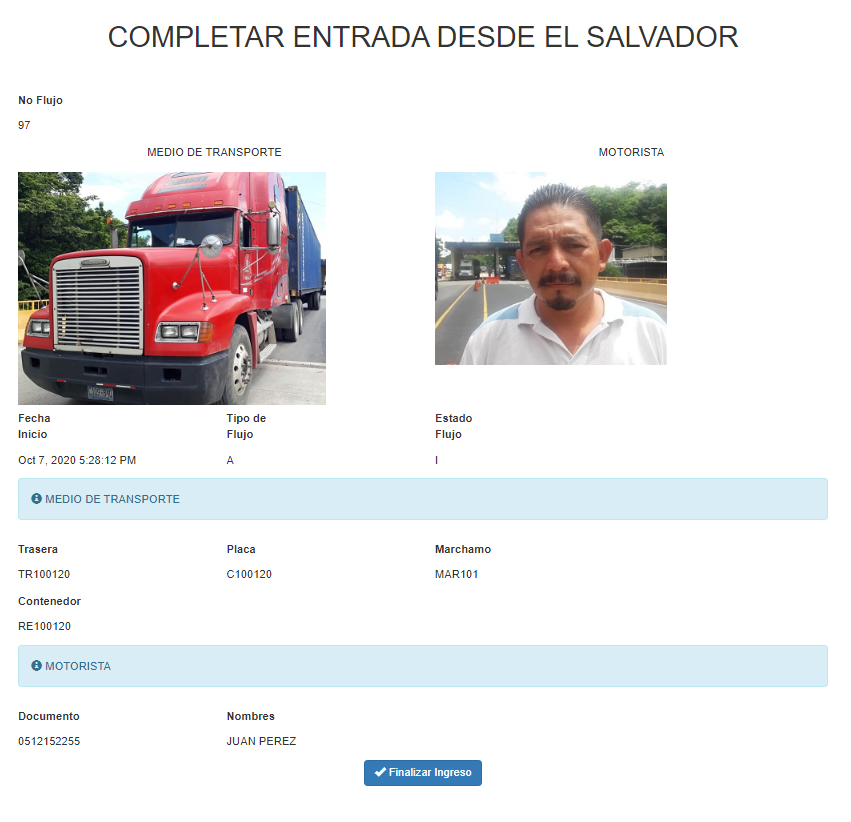 COMPLETAR ENTRADA DESDE EL SALVADOR
No Flujo
97
MEDIO DE TRANSPORTE
MOTORISTA
Fecha Inicio
Tipo de Flujo
Estado Flujo
Oct 7, 2020 5:28:12 PM
A
I
MEDIO DE TRANSPORTE
Trasera
Placa
Marchamo
TR100120
C100120
MAR101
Contenedor
RE100120
MOTORISTA
Documento
Nombres
0512152255
JUAN PEREZ
Finalizar Ingreso